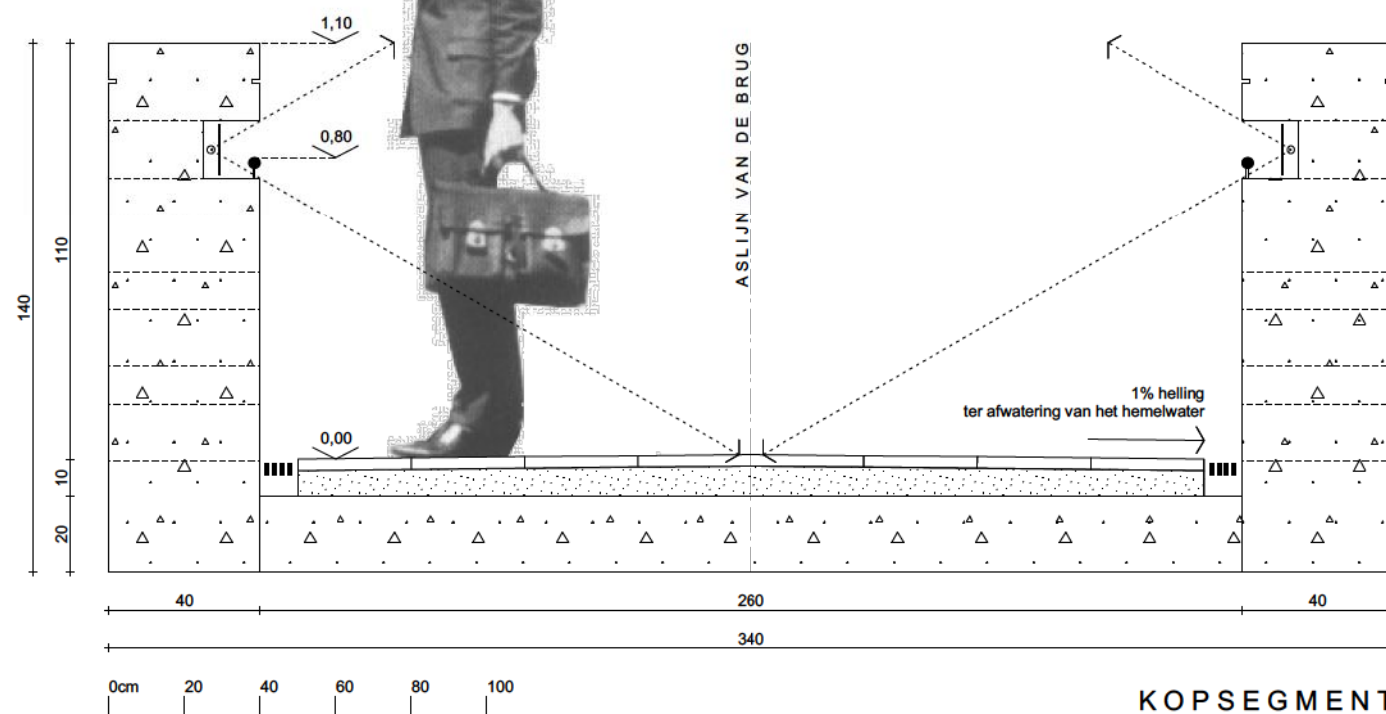 1,10
0,80
ASLIJN VAN DE BRUG
110
140
1% helling
ter afwatering van het hemelwater
0,00
10
20
40
260
40
340
0cm 20 40 60 80 100
KOPSEGMENT